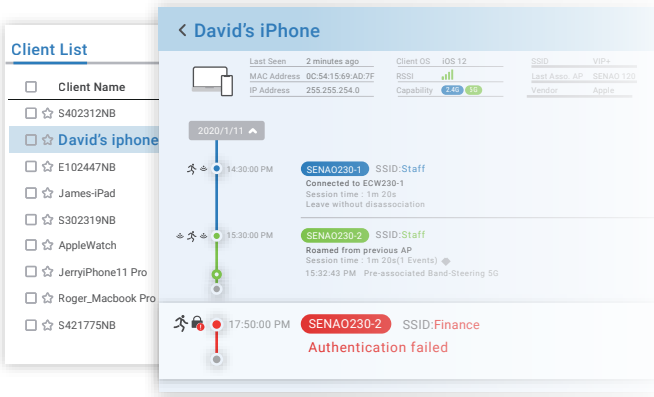 Client List
Client Name
S402312NB
David's iphone
E102447NB
James-iPad
S302319NB
AppleWatch
JerryiPhone11 Pro
Roger_Macbook Pro
S421775NB
< David's iPhone
Last Seen 2 minutes ago Client OS iOS 12 SSID VIP+
MAC Address 0C:54:15:69:AD:7F RSSI Last Asso. AP SENAO 120
IP Address 255.255.254.0 Capability 2.4G 5G Vendor Apple
2020/1/11
14:30:00 PM SENAO230-1 SSID:Staff
Connected to ECW230-1
Session time : 1m 20s
Leave without disassociation
15:30:00 PM SENAO230-2 SSID:Staff
Roamed from previous AP
Session time : 1m 20s(1 Events)
15:32:43 PM Pre-associated Band-Steering 5G
17:50:00 PM SENAO230-2 SSID:Finance
Authentication failed